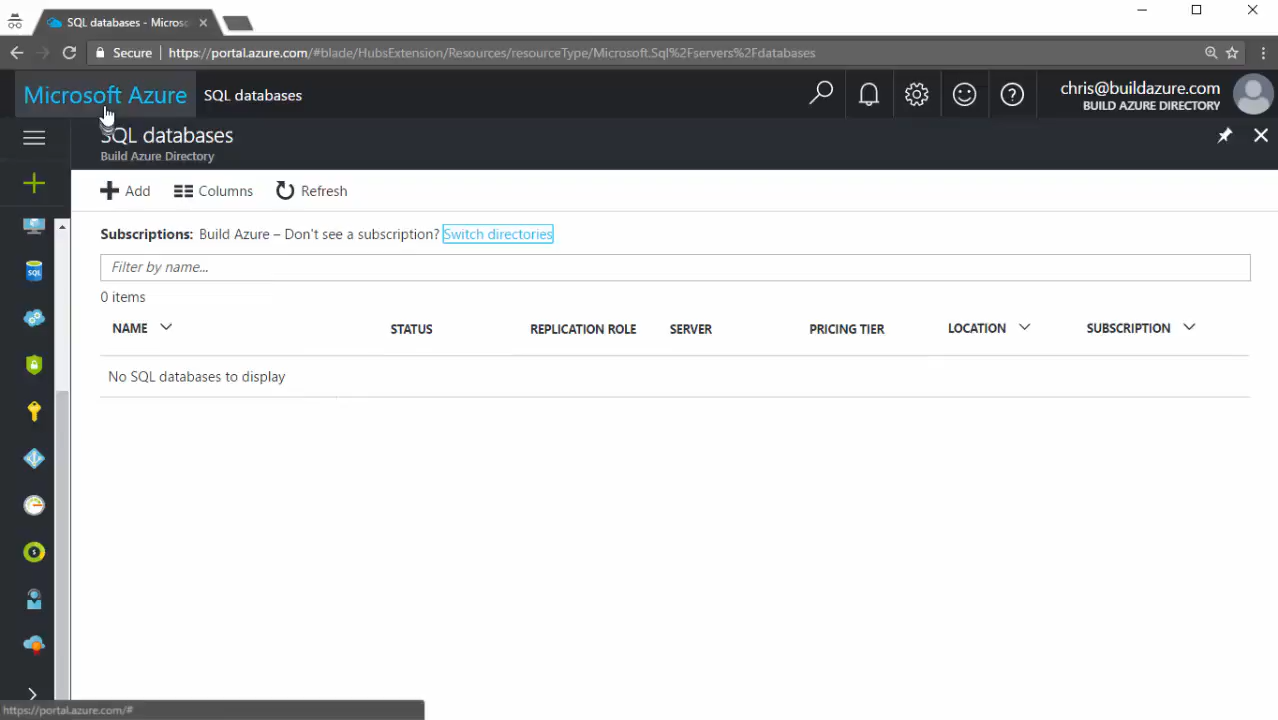 SQL databases - Micros
Secure
https://portal.azure.com/#blade/HubsExtension/Resources/resourceType/Microsoft.Sql%2Fservers%2Fdatabases
Microsoft Azure
SQL databases
chris@buildazure.com
BUILD AZURE DIRECTORY
SQL databases
Build Azure Directory
Add
Columns
Refresh
Subscriptions: Build Azure – Don't see a subscription? Switch directories
Filter by name...
0 items
NAME
STATUS
REPLICATION ROLE
SERVER
PRICING TIER
LOCATION
SUBSCRIPTION
No SQL databases to display
SQL
https://portal.azure.com/#